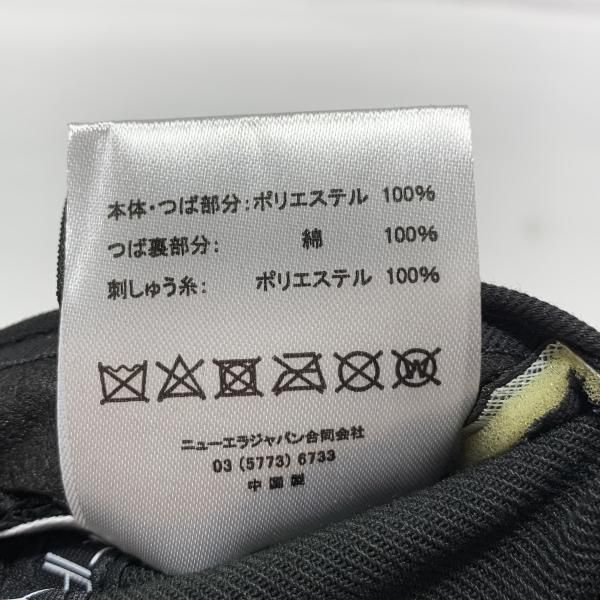 本体・つば部分:ポリエステル 100%
つば裏部分: 綿 100%
刺しゅう糸: ポリエステル 100%
W
ニューエラジャパン合同会社
03 (5773) 6733
中国製